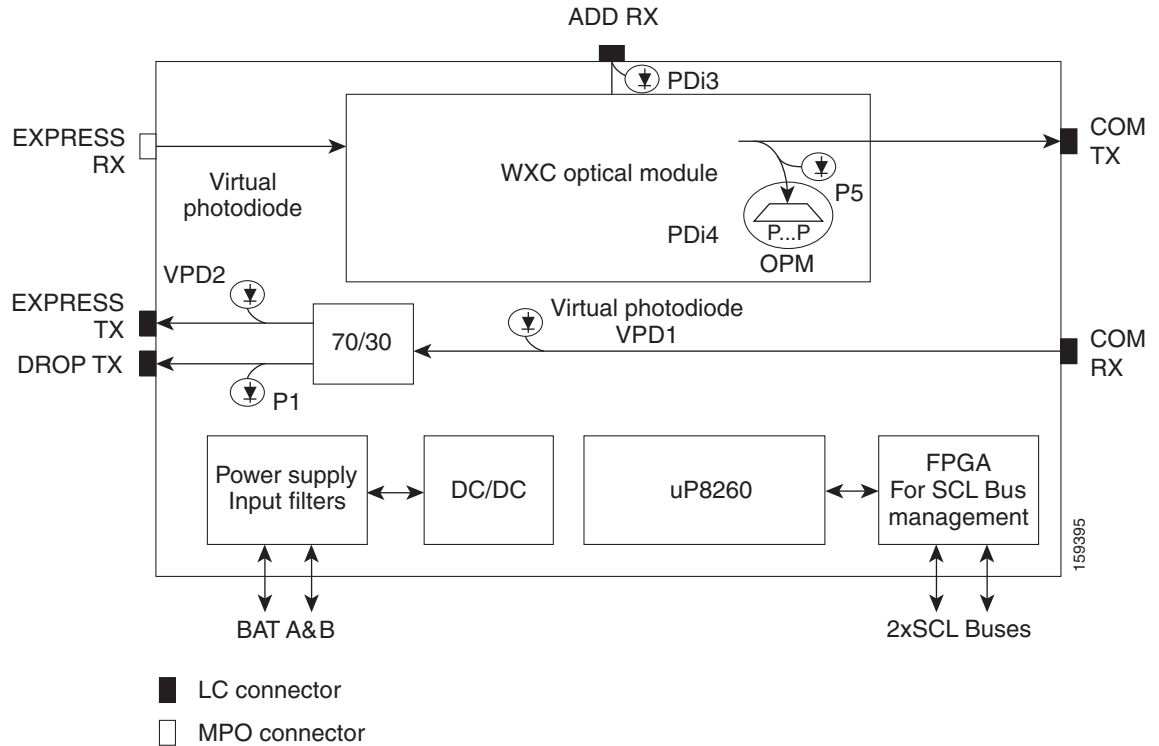 ADD RX
PDi3
EXPRESS
RX
COM
TX
WXC optical module
P5
Virtual
photodiode
PDi4
P...P
OPM
VPD2
EXPRESS
TX
DROP TX
70/30
Virtual photodiode
VPD1
COM
RX
P1
Power supply
Input filters
DC/DC
uP8260
FPGA
For SCL Bus
management
159395
BAT A&B
2xSCL Buses
LC connector
MPO connector